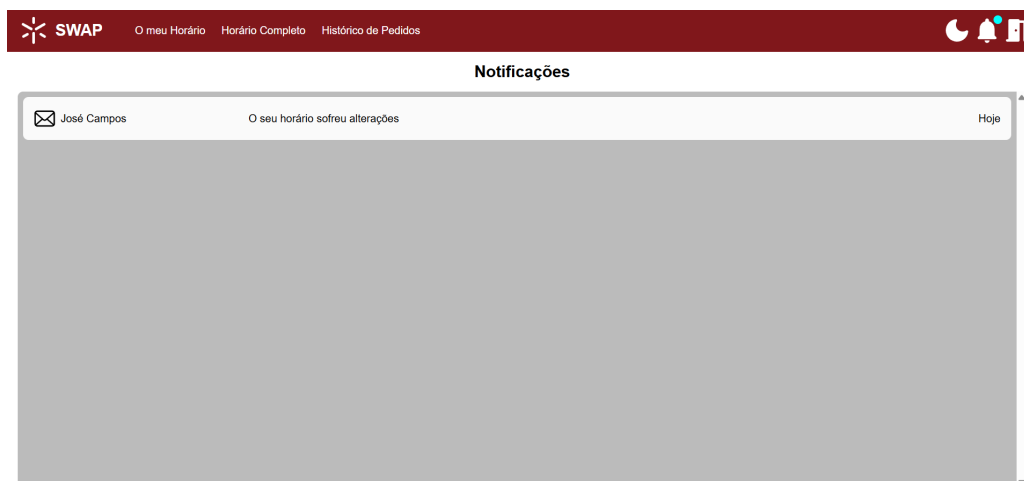 SWAP O meu Horário Horário Completo Histórico de Pedidos
Notificações
José Campos O seu horário sofreu alterações Hoje